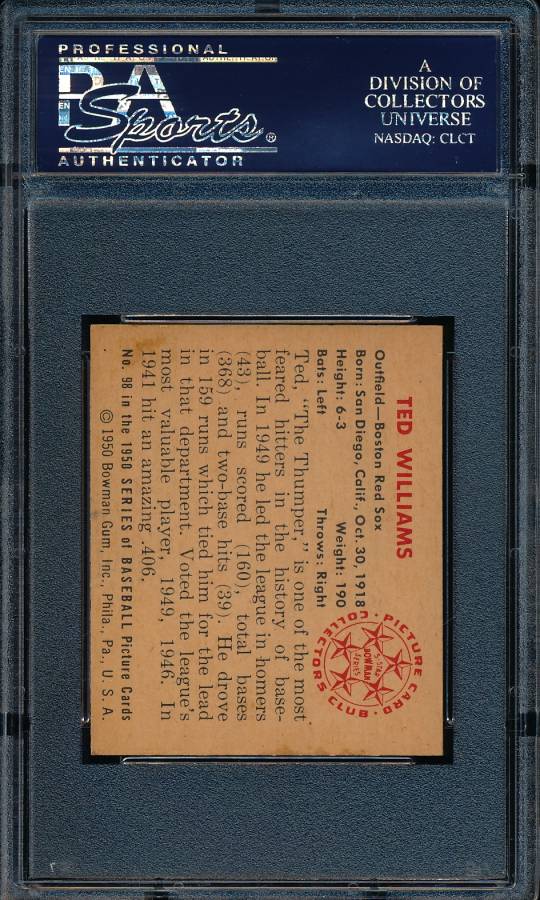 PROFESSIONAL
PSA
Sports®
AUTHENTICATOR
A
DIVISION OF
COLLECTORS
UNIVERSE
NASDAQ: CLCT
TED WILLIAMS
Outfield—Boston Red Sox
Born: San Diego, Calif., Oct. 30, 1918
Height: 6-3 Weight: 190
Bats: Left Throws: Right
Ted, "The Thumper," is one of the most
feared hitters in the history of base-
ball. In 1949 he led the league in homers
(43), runs scored (160), total bases
(368) and two-base hits (39). He drove
in 159 runs which tied him for the lead
in that department. Voted the league's
most valuable player, 1949, 1946. In
1941 hit an amazing .406.
No. 98 in the 1950 SERIES of BASEBALL Picture Cards
©1950 Bowman Gum, Inc., Phila., Pa., U. S. A.
PICTURE CARD
COLLECTORS CLUB
5-STAR
BOWMAN
SERIES